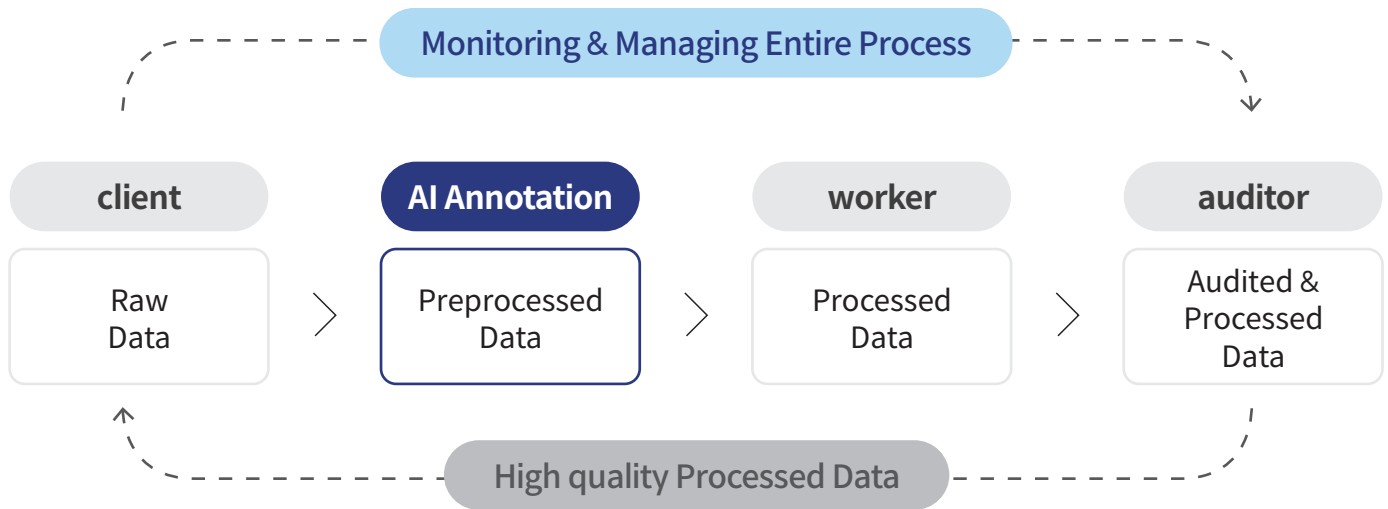 Monitoring & Managing Entire Process
client
AI Annotation
worker
auditor
Raw
Data
Preprocessed
Data
Processed
Data
Audited &
Processed
Data
High quality Processed Data